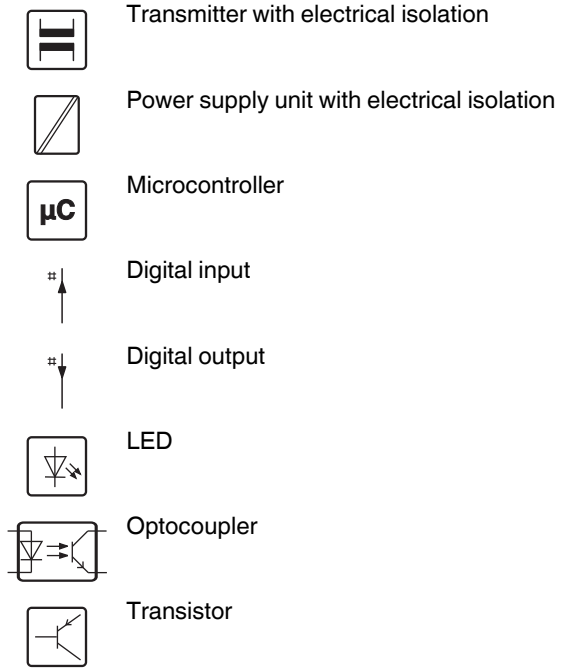 Transmitter with electrical isolation
Power supply unit with electrical isolation
µC
Microcontroller
#
Digital input
#
Digital output
LED
Optocoupler
Transistor